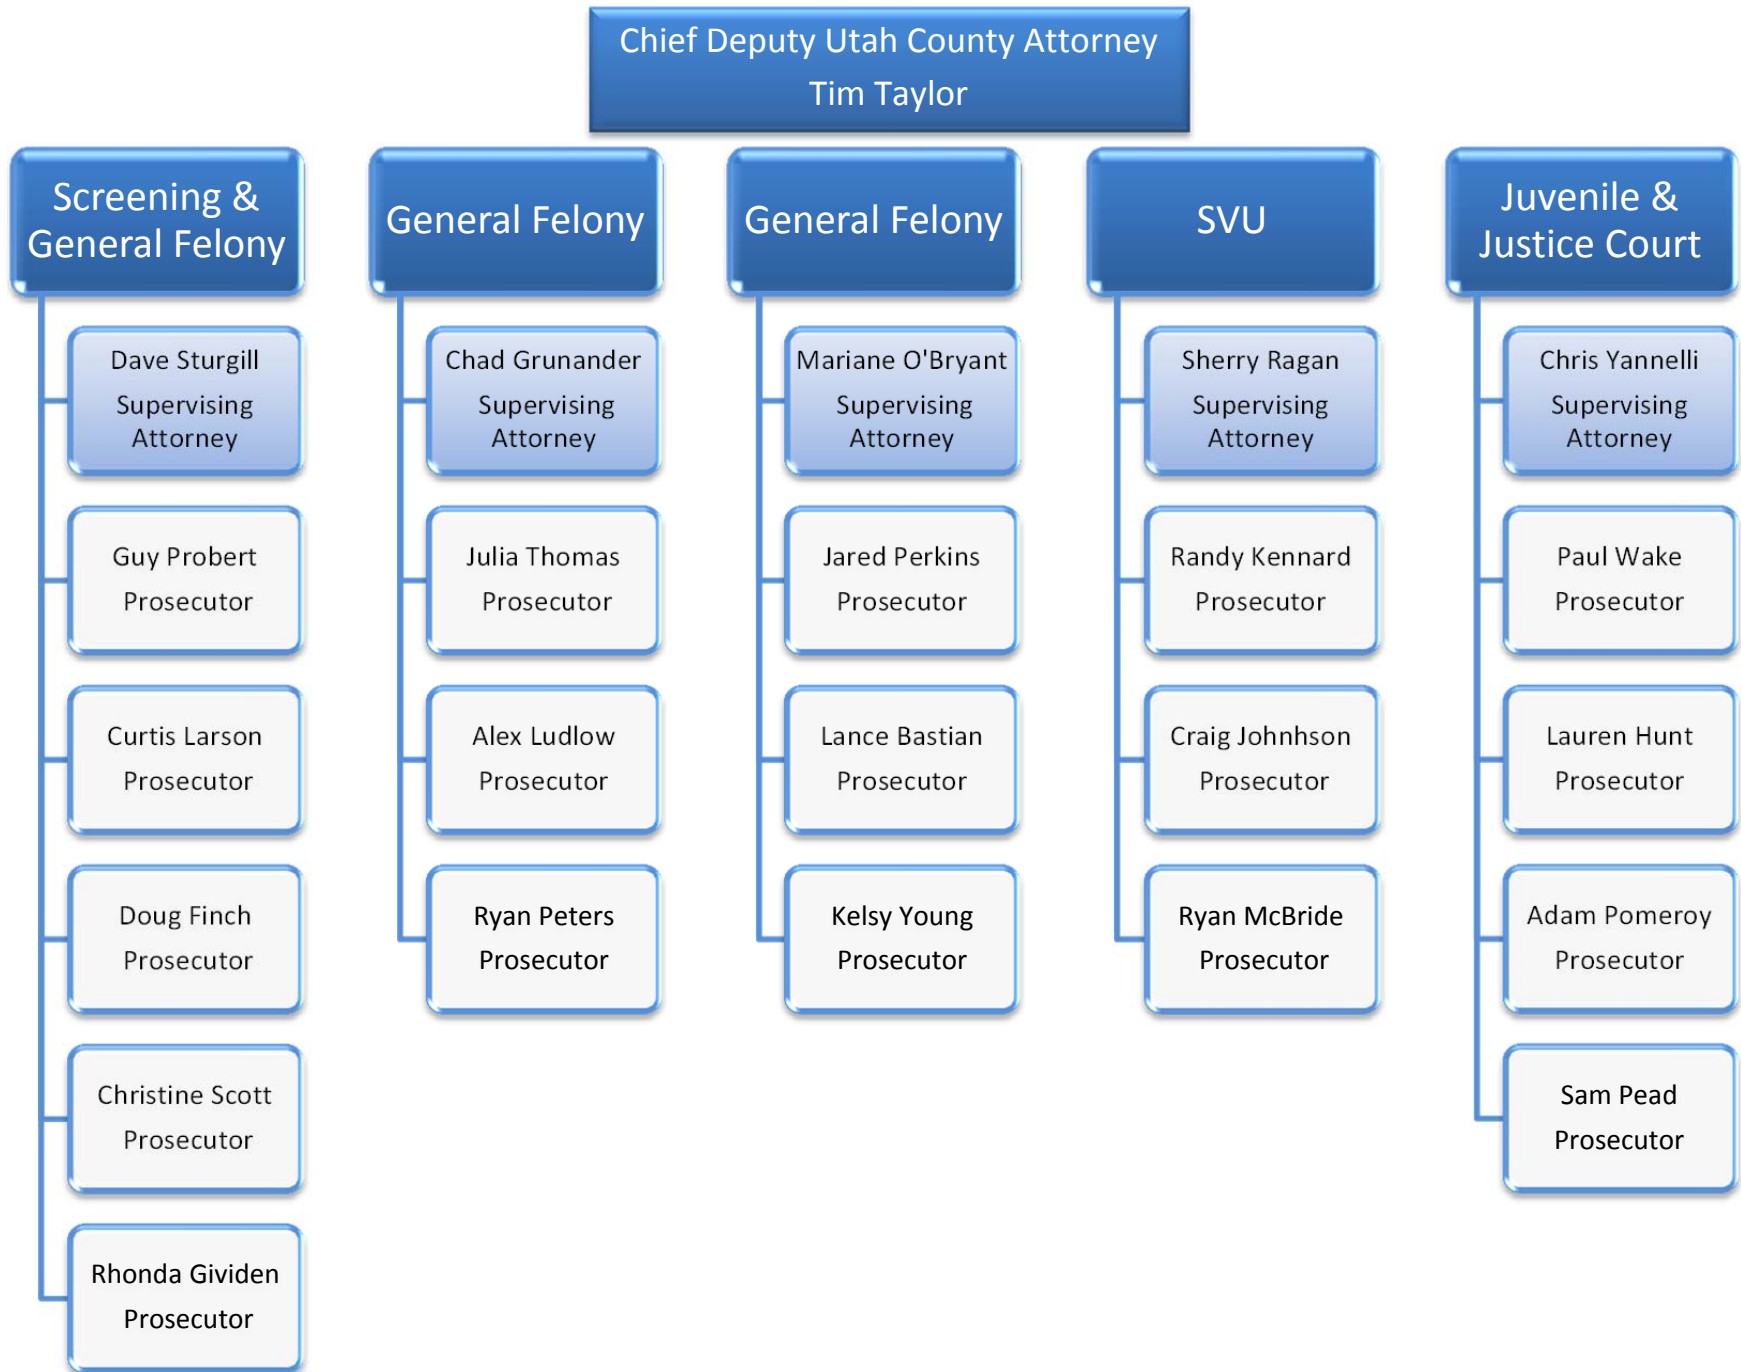 Chief Deputy Utah County Attorney
Tim Taylor
Screening &
General Felony
Dave Sturgill
Supervising
Attorney
Guy Probert
Prosecutor
Curtis Larson
Prosecutor
Doug Finch
Prosecutor
Christine Scott
Prosecutor
Rhonda Gividen
Prosecutor
General Felony
Chad Grunander
Supervising
Attorney
Julia Thomas
Prosecutor
Alex Ludlow
Prosecutor
Ryan Peters
Prosecutor
General Felony
Mariane O'Bryant
Supervising
Attorney
Jared Perkins
Prosecutor
Lance Bastian
Prosecutor
Kelsy Young
Prosecutor
SVU
Sherry Ragan
Supervising
Attorney
Randy Kennard
Prosecutor
Craig Johnhson
Prosecutor
Ryan McBride
Prosecutor
Juvenile &
Justice Court
Chris Yannelli
Supervising
Attorney
Paul Wake
Prosecutor
Lauren Hunt
Prosecutor
Adam Pomeroy
Prosecutor
Sam Pead
Prosecutor